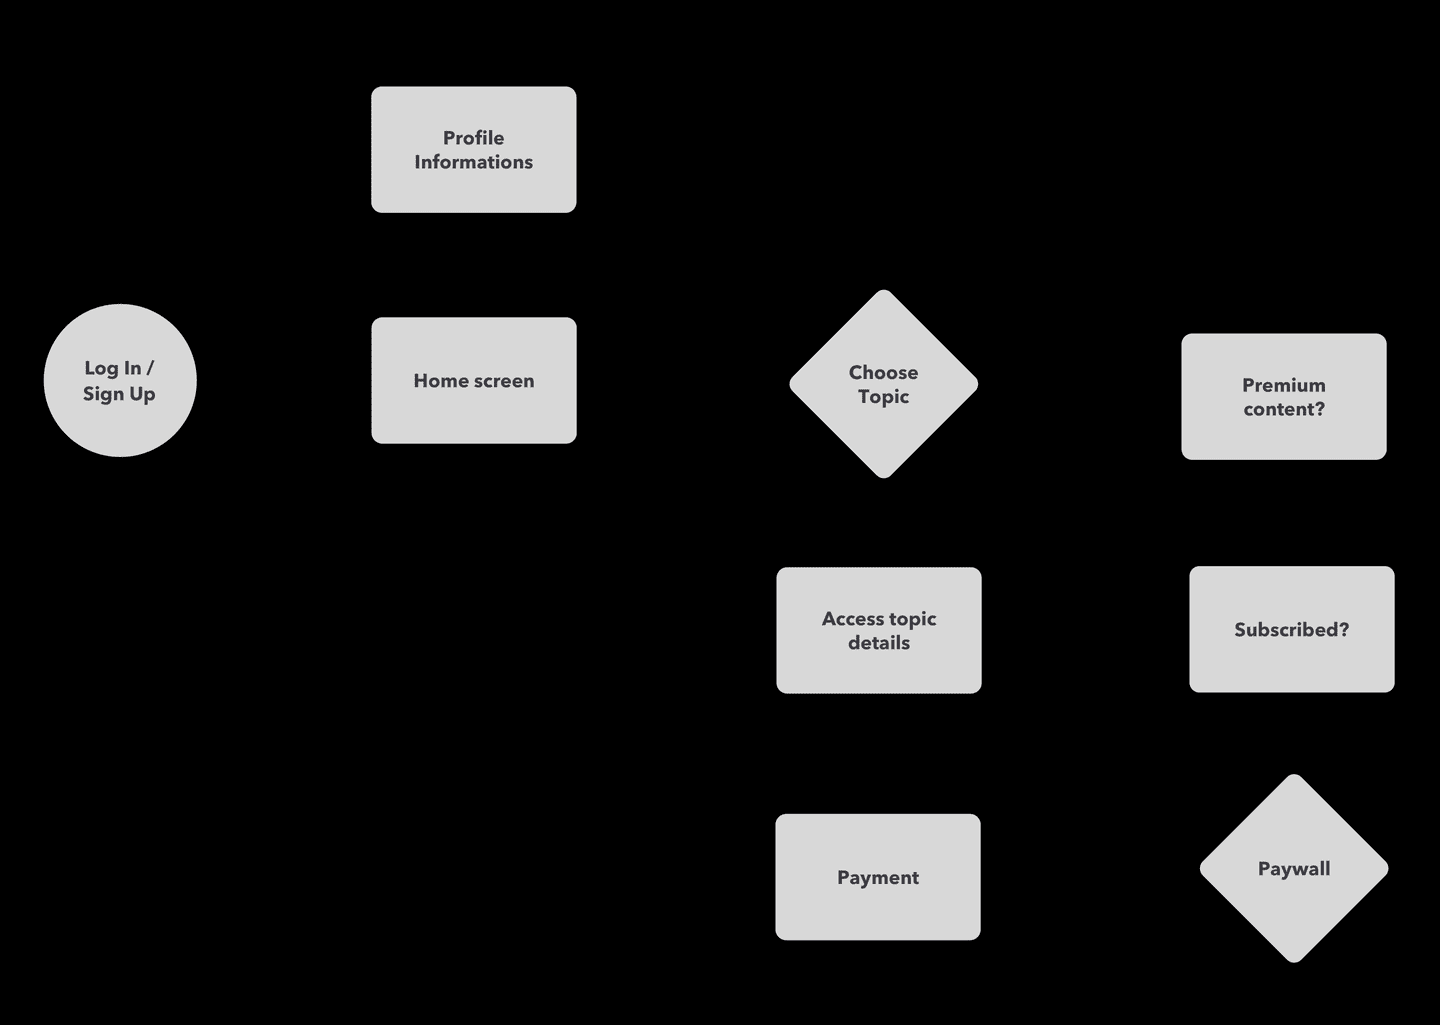 Profile
Informations
Log In /
Sign Up
Home screen
Choose
Topic
Premium
content?
Access topic
details
Subscribed?
Payment
Paywall